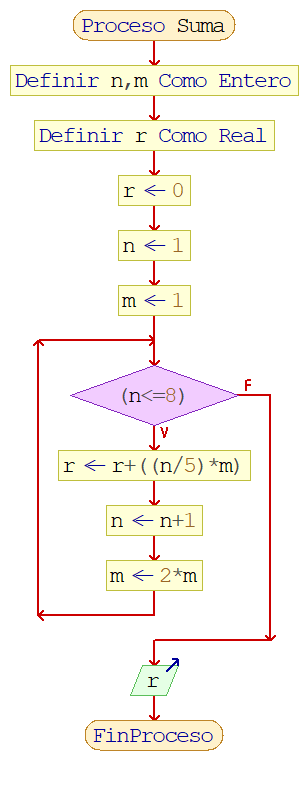 Proceso Suma
Definir n,m Como Entero
Definir r Como Real
r ← 0
n ← 1
m ← 1
(n<=8)
F
V
r ← r+((n/5)*m)
n ← n+1
m ← 2*m
r
FinProceso